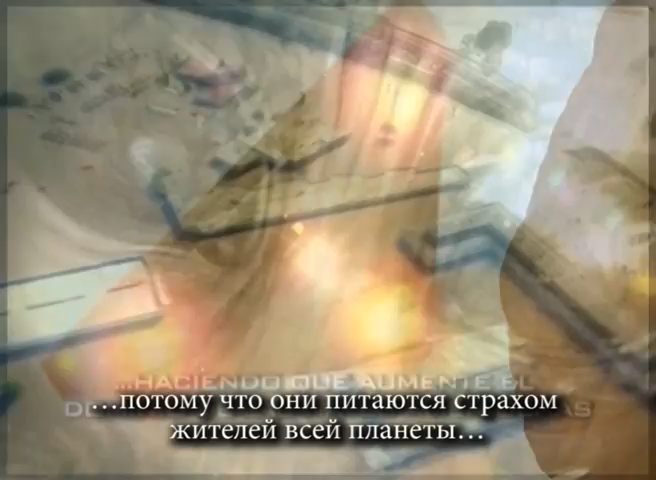 ...HACIENDO QUE AUMENTE EL
…потому что они питаются страхом
жителей всей планеты…